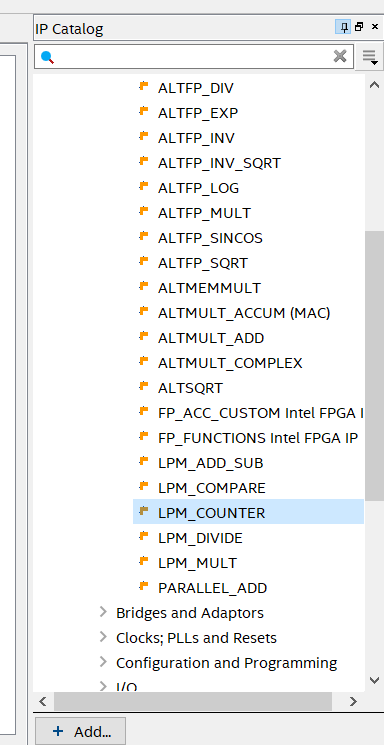 IP Catalog
ALTFP_DIV
ALTFP_EXP
ALTFP_INV
ALTFP_INV_SQRT
ALTFP_LOG
ALTFP_MULT
ALTFP_SINCOS
ALTFP_SQRT
ALTMEMMULT
ALTMULT_ACCUM (MAC)
ALTMULT_ADD
ALTMULT_COMPLEX
ALTSQRT
FP_ACC_CUSTOM Intel FPGA I
FP_FUNCTIONS Intel FPGA IP
LPM_ADD_SUB
LPM_COMPARE
LPM_COUNTER
LPM_DIVIDE
LPM_MULT
PARALLEL_ADD
Bridges and Adaptors
Clocks; PLLs and Resets
Configuration and Programming
I/O
+ Add...